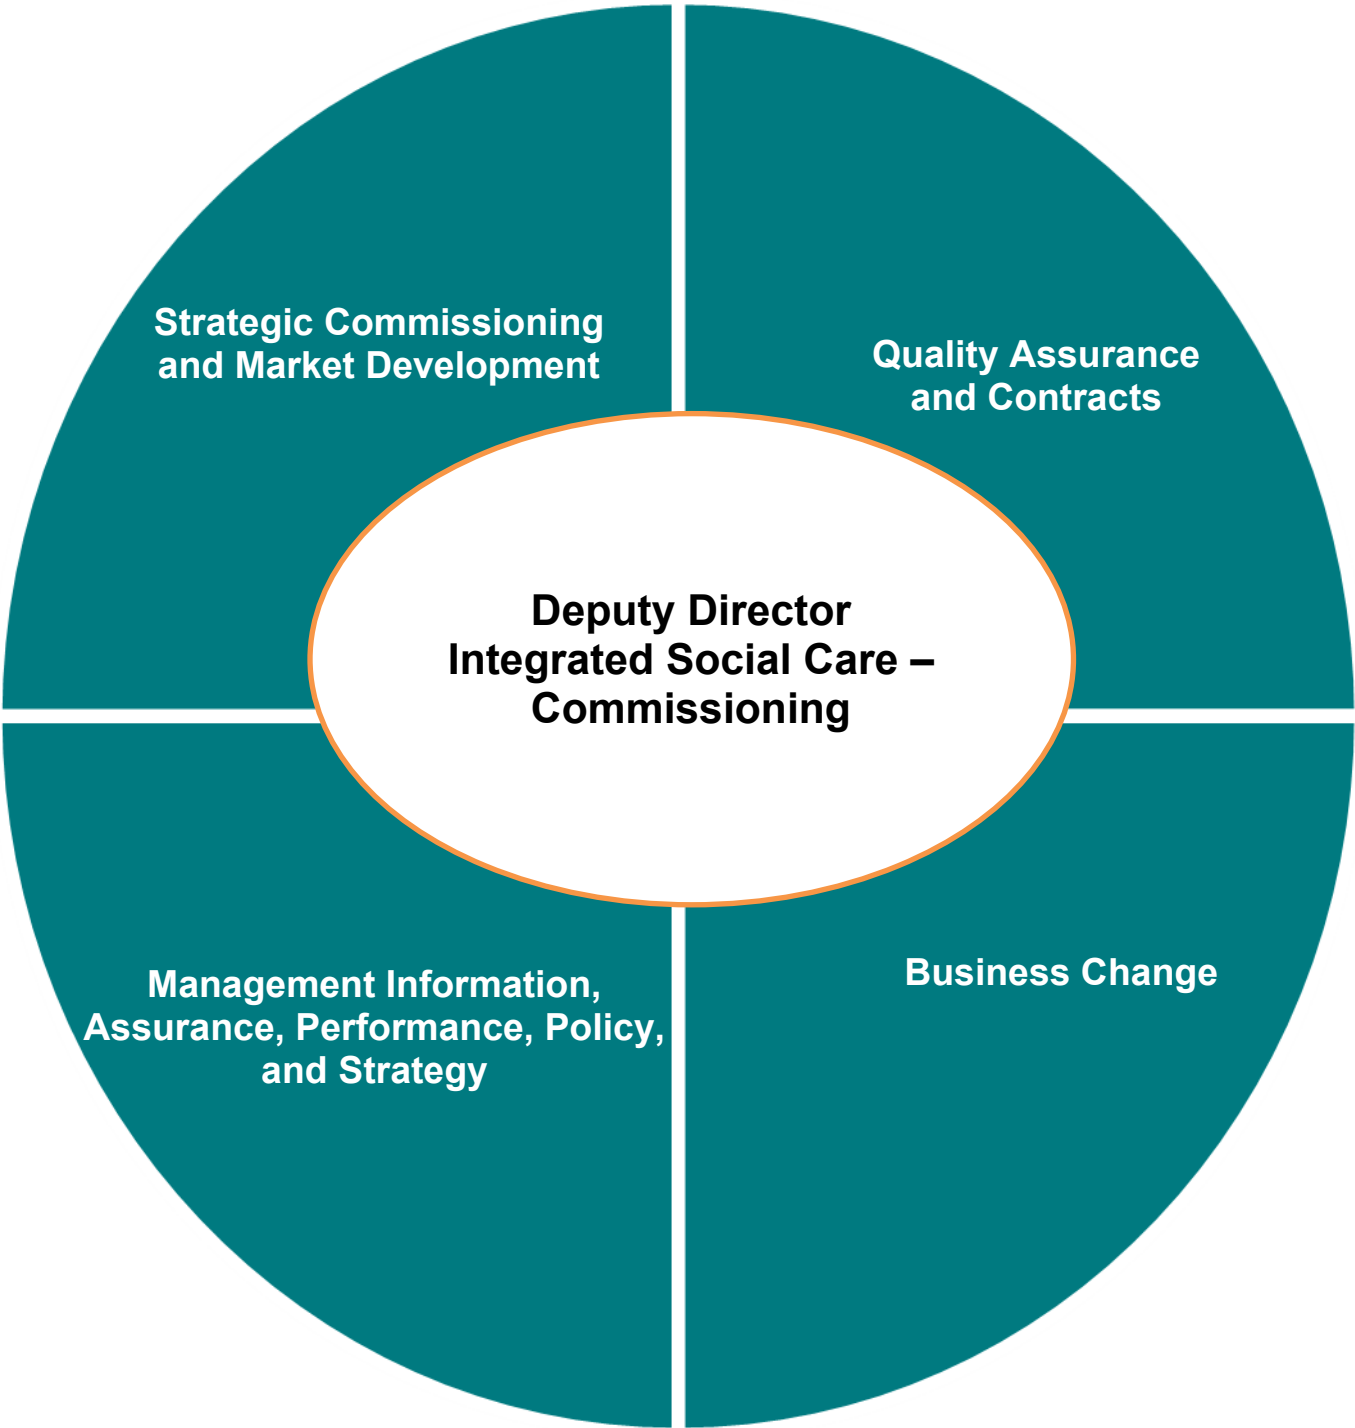 Strategic Commissioning
and Market Development
Quality Assurance
and Contracts
Deputy Director
Integrated Social Care –
Commissioning
Management Information,
Assurance, Performance, Policy,
and Strategy
Business Change